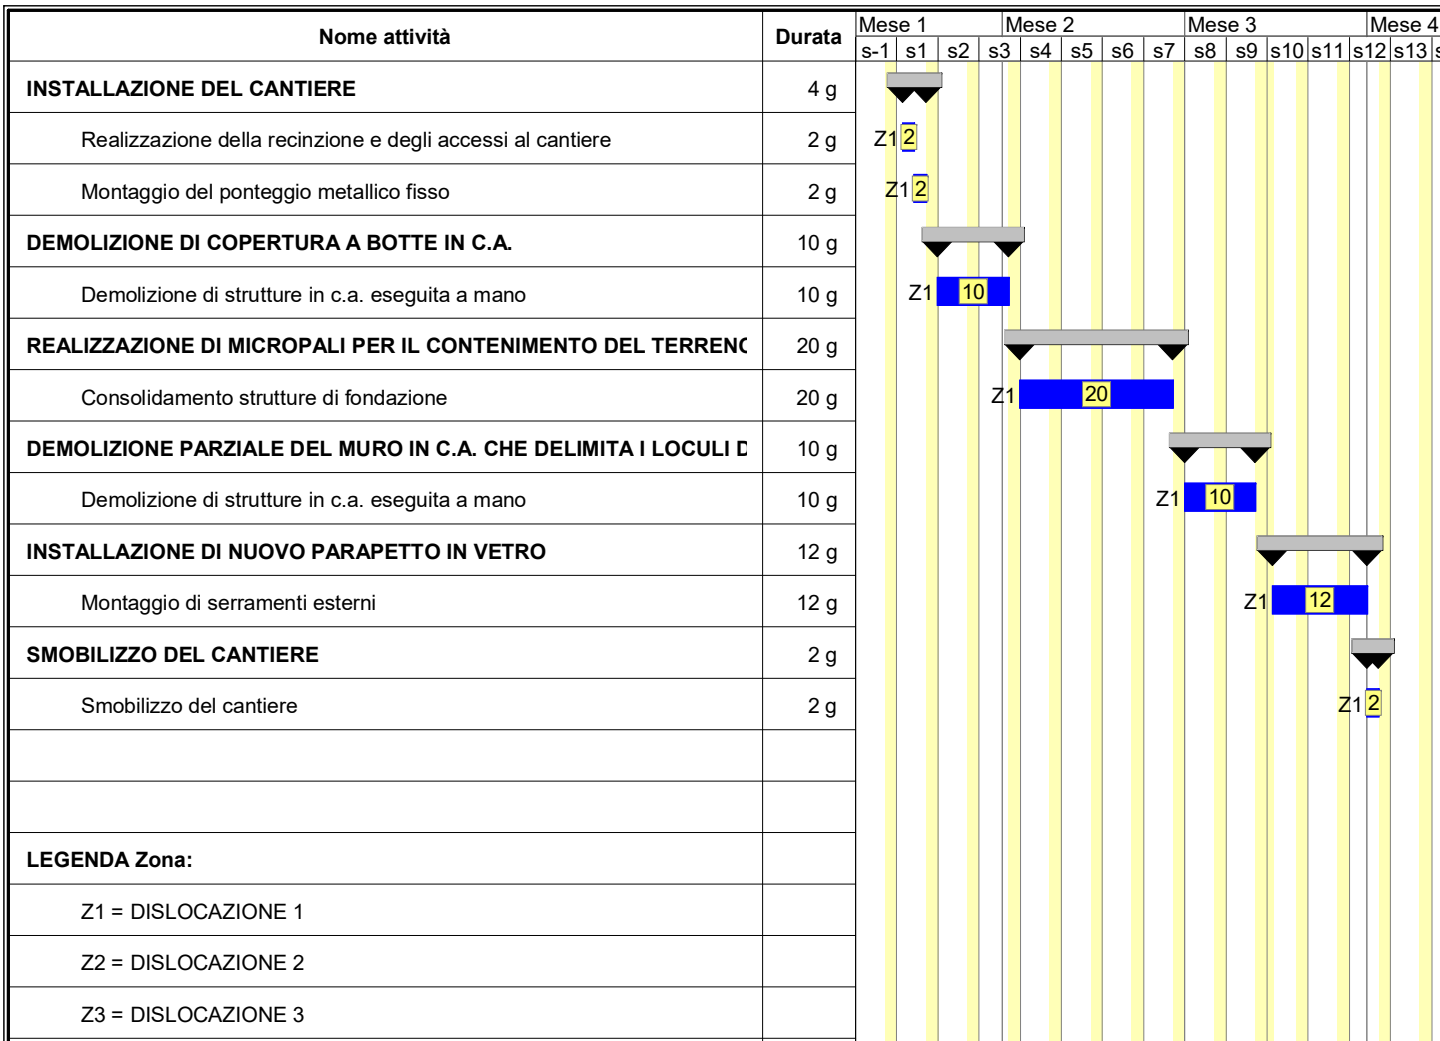 Nome attività Durata Mese 1 Mese 2 Mese 3 Mese 4
s-1 s1 s2 s3 s4 s5 s6 s7 s8 s9 s10 s11 s12 s13 s
INSTALLAZIONE DEL CANTIERE 4 g
Realizzazione della recinzione e degli accessi al cantiere 2 g Z1 2
Montaggio del ponteggio metallico fisso 2 g Z1 2
DEMOLIZIONE DI COPERTURA A BOTTE IN C.A. 10 g
Demolizione di strutture in c.a. eseguita a mano 10 g Z1 10
REALIZZAZIONE DI MICROPALI PER IL CONTENIMENTO DEL TERRENO 20 g
Consolidamento strutture di fondazione 20 g Z1 20
DEMOLIZIONE PARZIALE DEL MURO IN C.A. CHE DELIMITA I LOCULI D 10 g
Demolizione di strutture in c.a. eseguita a mano 10 g Z1 10
INSTALLAZIONE DI NUOVO PARAPETTO IN VETRO 12 g
Montaggio di serramenti esterni 12 g Z1 12
SMOBILIZZO DEL CANTIERE 2 g
Smobilizzo del cantiere 2 g Z1 2
LEGENDA Zona:
Z1 = DISLOCAZIONE 1
Z2 = DISLOCAZIONE 2
Z3 = DISLOCAZIONE 3